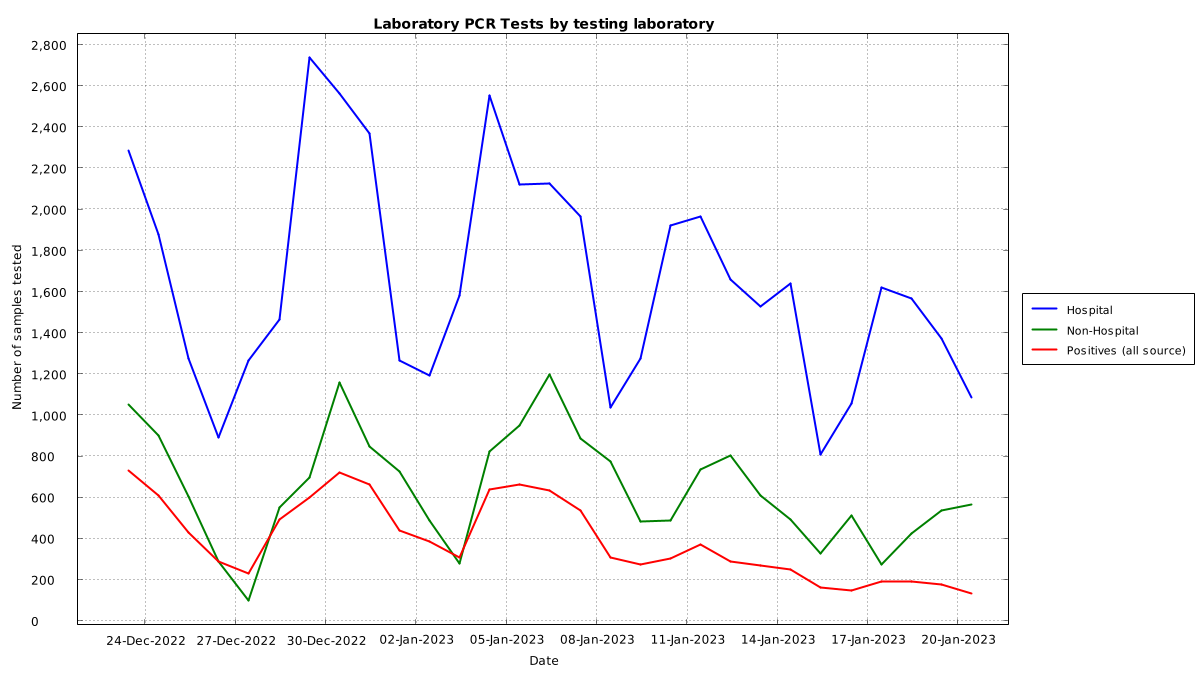 Laboratory PCR Tests by testing laboratory
2,800
2,600
2,400
2,200
2,000
1,800
1,600
1,400
1,200
1,000
800
600
400
200
0
Number of samples tested
24-Dec-2022 27-Dec-2022 30-Dec-2022 02-Jan-2023 05-Jan-2023 08-Jan-2023 11-Jan-2023 14-Jan-2023 17-Jan-2023 20-Jan-2023
Date
Hospital
Non-Hospital
Positives (all source)